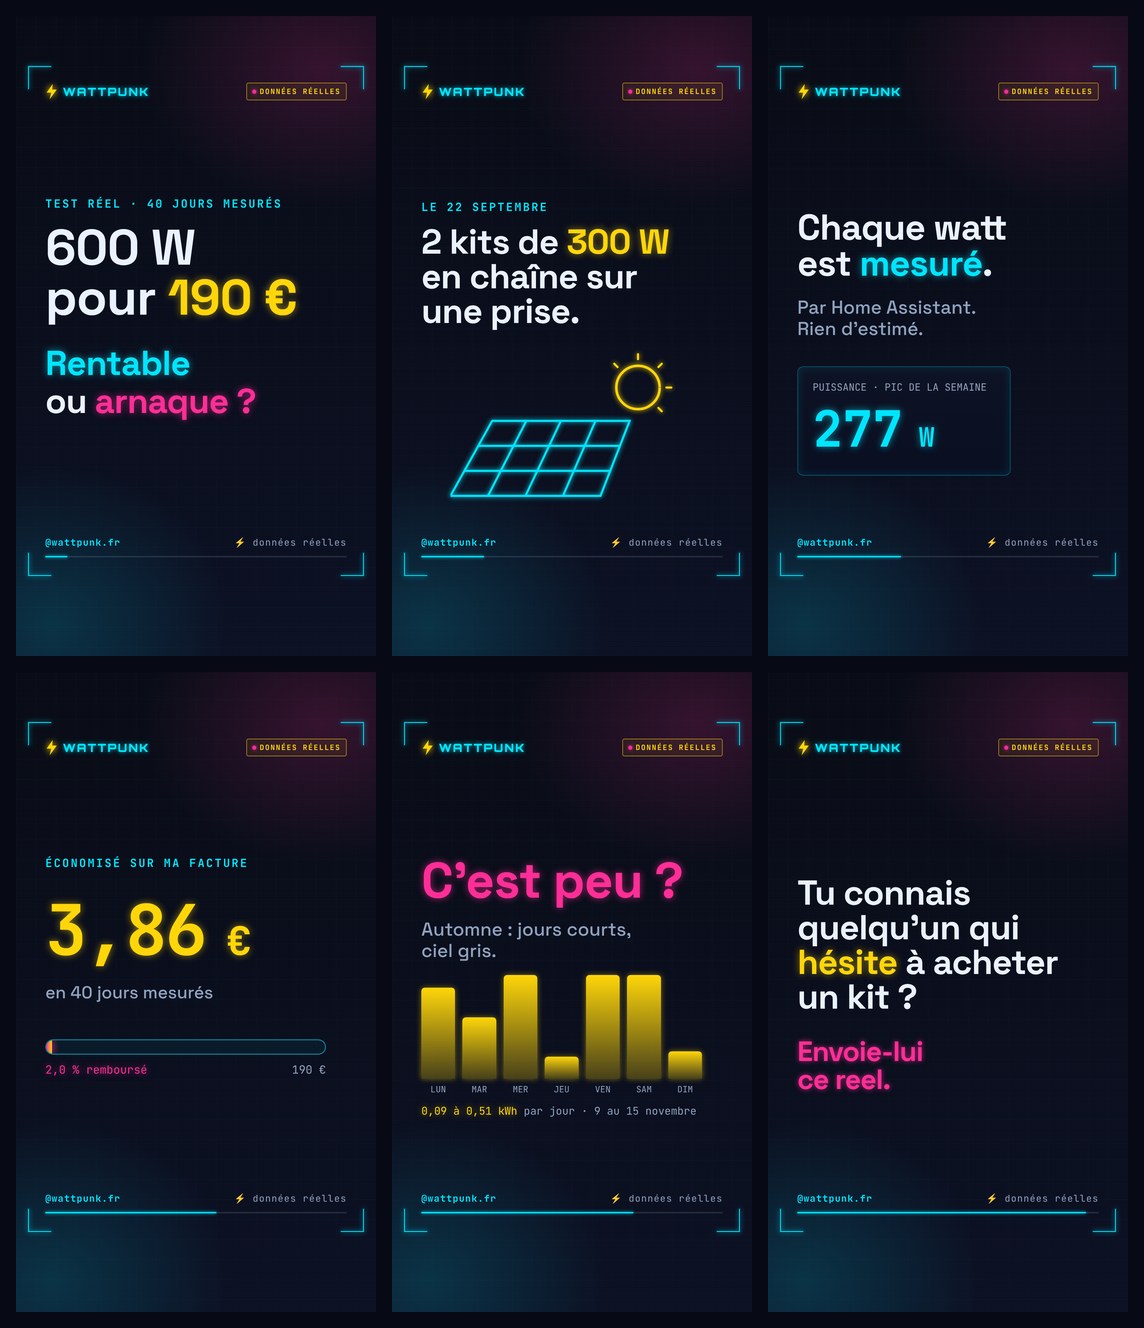 WATTPUNK
DONNÉES RÉELLES
TEST RÉEL · 40 JOURS MESURÉS
600 W
pour 190 €
Rentable
ou arnaque ?
@wattpunk.fr
⚡ données réelles
WATTPUNK
DONNÉES RÉELLES
LE 22 SEPTEMBRE
2 kits de 300 W
en chaîne sur
une prise.
@wattpunk.fr
⚡ données réelles
WATTPUNK
DONNÉES RÉELLES
Chaque watt
est mesuré.
Par Home Assistant.
Rien d'estimé.
PUISSANCE · PIC DE LA SEMAINE
277 W
@wattpunk.fr
⚡ données réelles
WATTPUNK
DONNÉES RÉELLES
ÉCONOMISÉ SUR MA FACTURE
3,86 €
en 40 jours mesurés
2,0 % remboursé
190 €
@wattpunk.fr
⚡ données réelles
WATTPUNK
DONNÉES RÉELLES
C'est peu ?
Automne : jours courts,
ciel gris.
LUN MAR MER JEU VEN SAM DIM
0,09 à 0,51 kWh par jour · 9 au 15 novembre
@wattpunk.fr
⚡ données réelles
WATTPUNK
DONNÉES RÉELLES
Tu connais
quelqu'un qui
hésite à acheter
un kit ?
Envoie-lui
ce reel.
@wattpunk.fr
⚡ données réelles